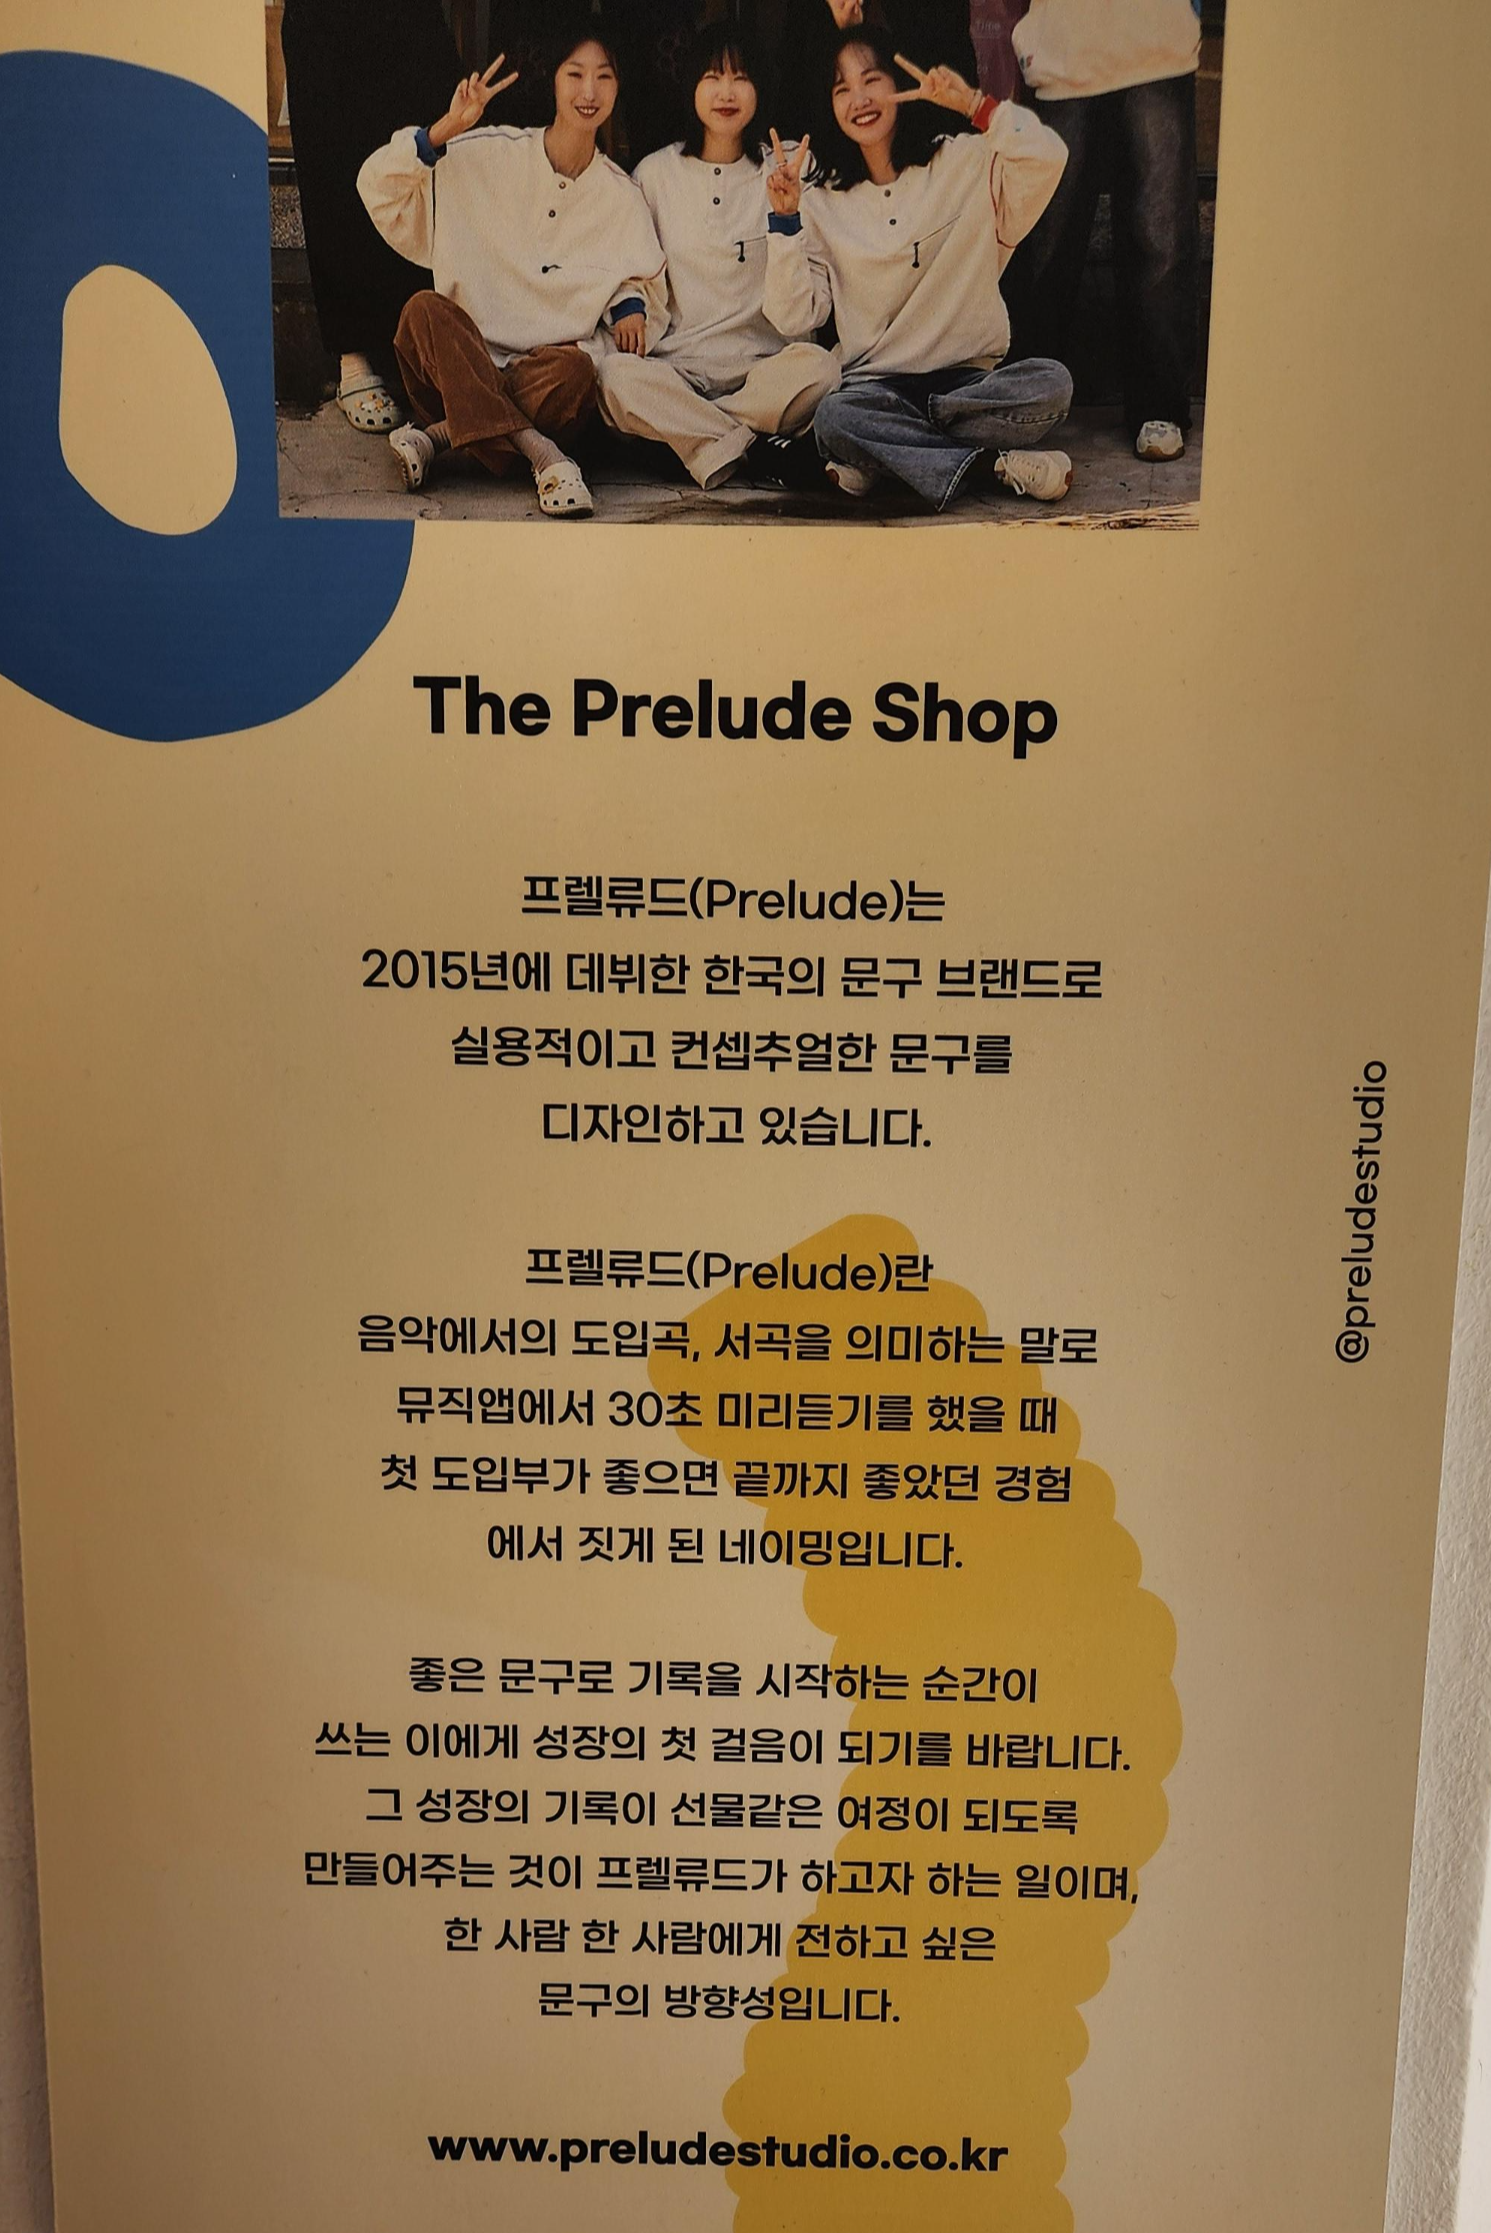 The Prelude Shop
프렐류드(Prelude)는
2015년에 데뷔한 한국의 문구 브랜드로
실용적이고 컨셉추얼한 문구를
디자인하고 있습니다.
프렐류드(Prelude)란
음악에서의 도입곡, 서곡을 의미하는 말로
뮤직앱에서 30초 미리듣기를 했을 때
첫 도입부가 좋으면 끝까지 좋았던 경험
에서 짓게 된 네이밍입니다.
좋은 문구로 기록을 시작하는 순간이
쓰는 이에게 성장의 첫 걸음이 되기를 바랍니다.
그 성장의 기록이 선물같은 여정이 되도록
만들어주는 것이 프렐류드가 하고자 하는 일이며,
한 사람 한 사람에게 전하고 싶은
문구의 방향성입니다.
www.preludestudio.co.kr
@preludestudio